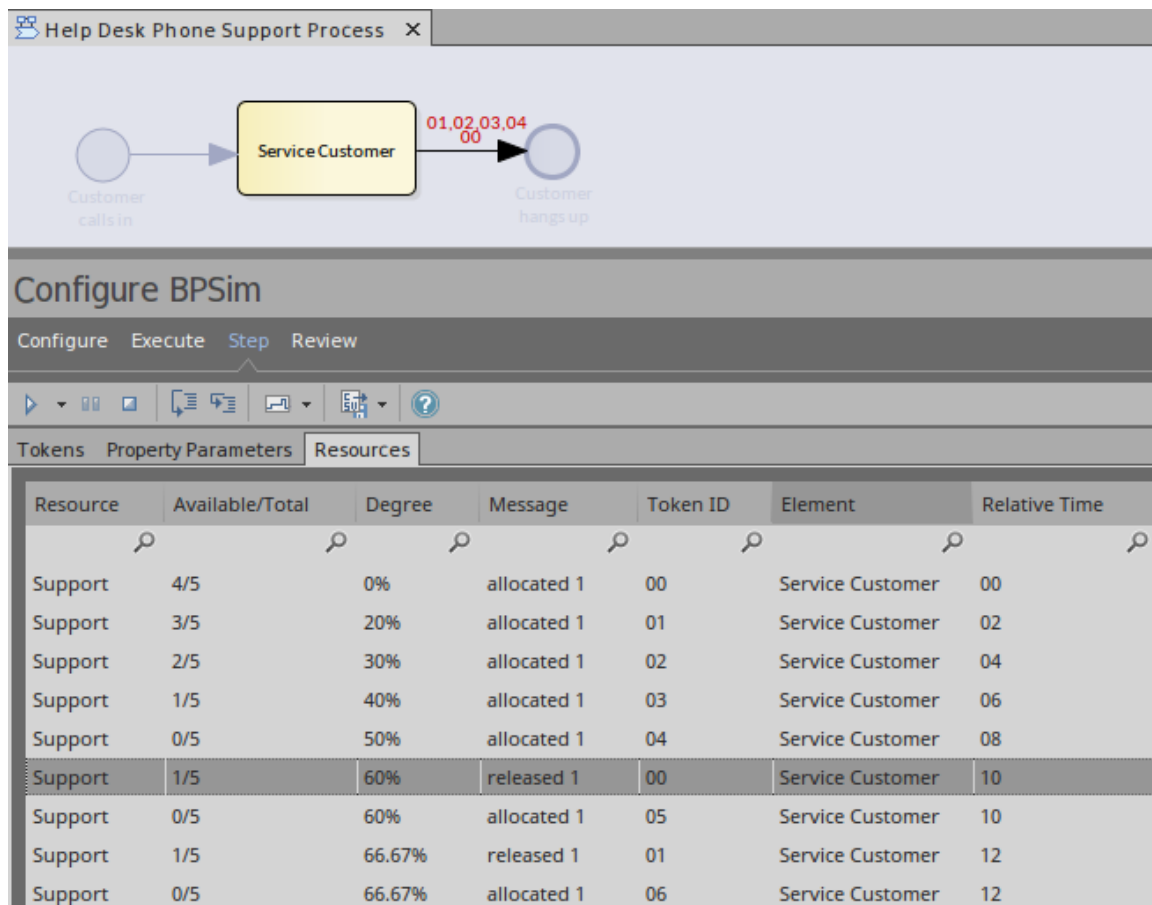 Help Desk Phone Support Process
01,02,03,04
00
Service Customer
Customer
calls in
Customer
hangs up
Configure BPSim
Configure Execute Step Review
Tokens Property Parameters Resources
Resource Available/Total Degree Message Token ID Element Relative Time
Support 4/5 0% allocated 1 00 Service Customer 00
Support 3/5 20% allocated 1 01 Service Customer 02
Support 2/5 30% allocated 1 02 Service Customer 04
Support 1/5 40% allocated 1 03 Service Customer 06
Support 0/5 50% allocated 1 04 Service Customer 08
Support 1/5 60% released 1 00 Service Customer 10
Support 0/5 60% allocated 1 05 Service Customer 10
Support 1/5 66.67% released 1 01 Service Customer 12
Support 0/5 66.67% allocated 1 06 Service Customer 12